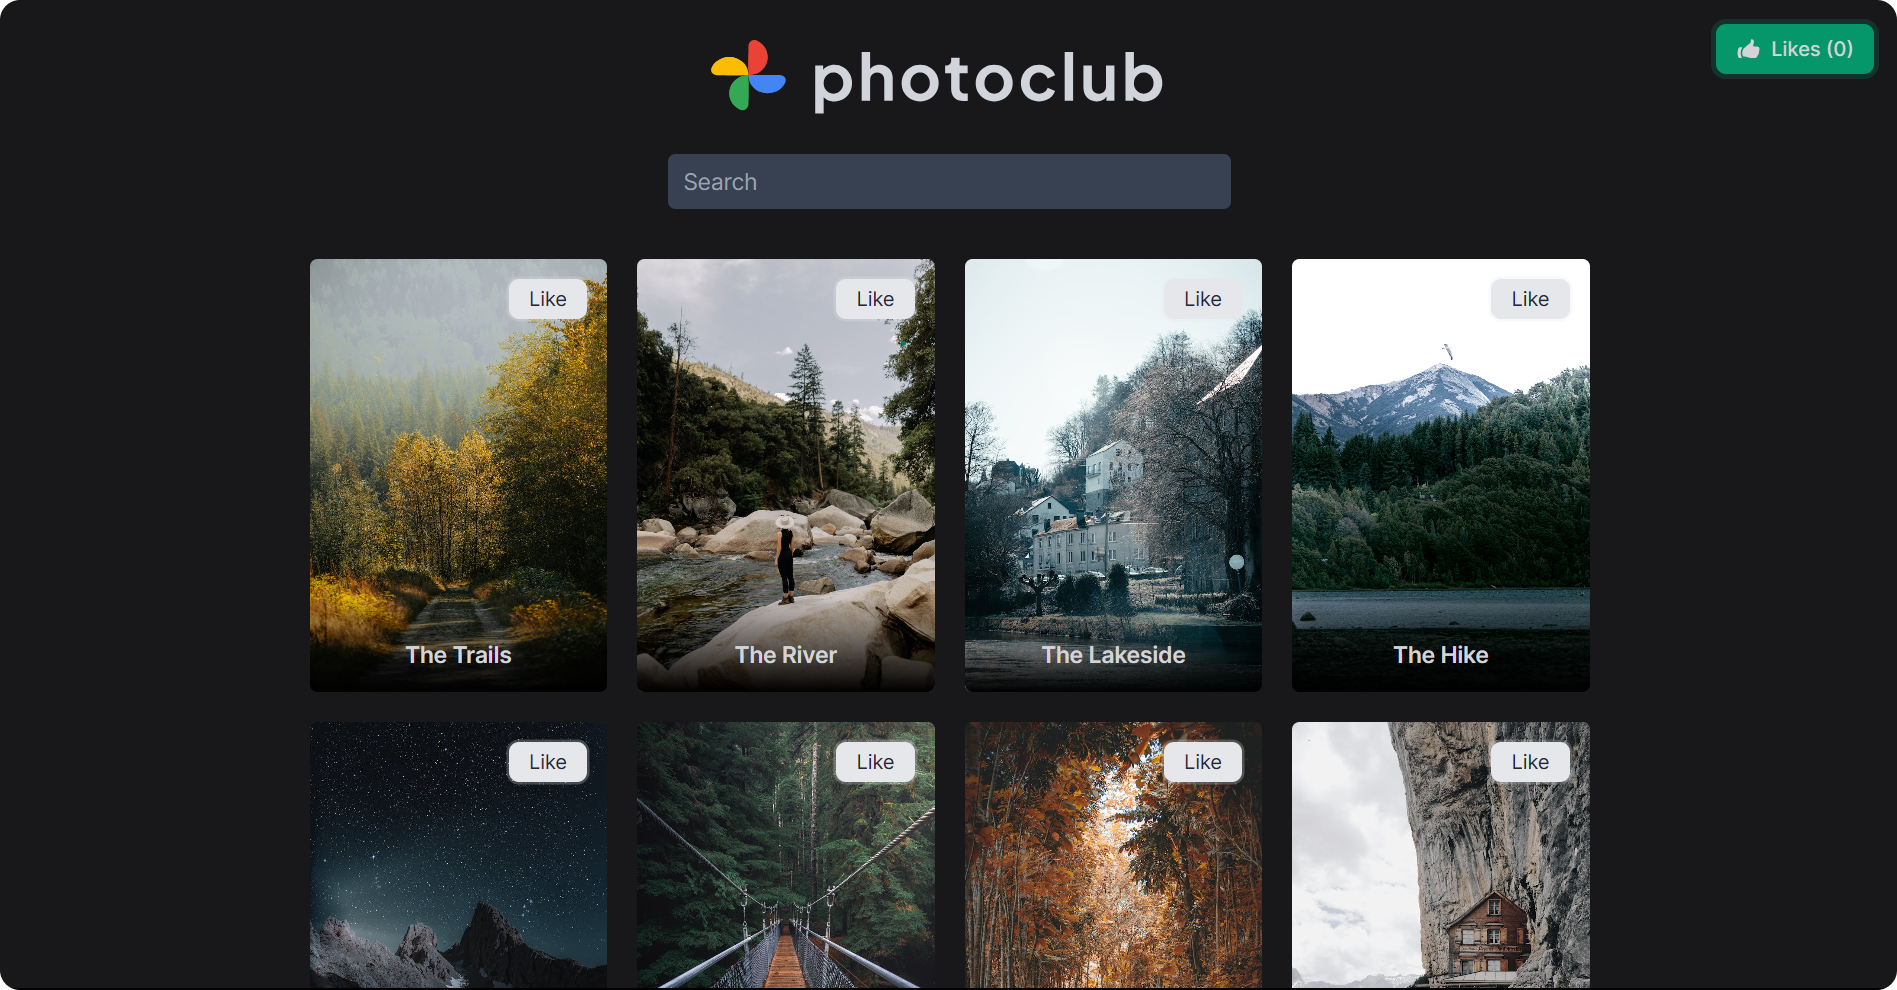 photoclub
Likes (0)
Search
Like
Like
Like
Like
The Trails
The River
The Lakeside
The Hike
Like
Like
Like
Like